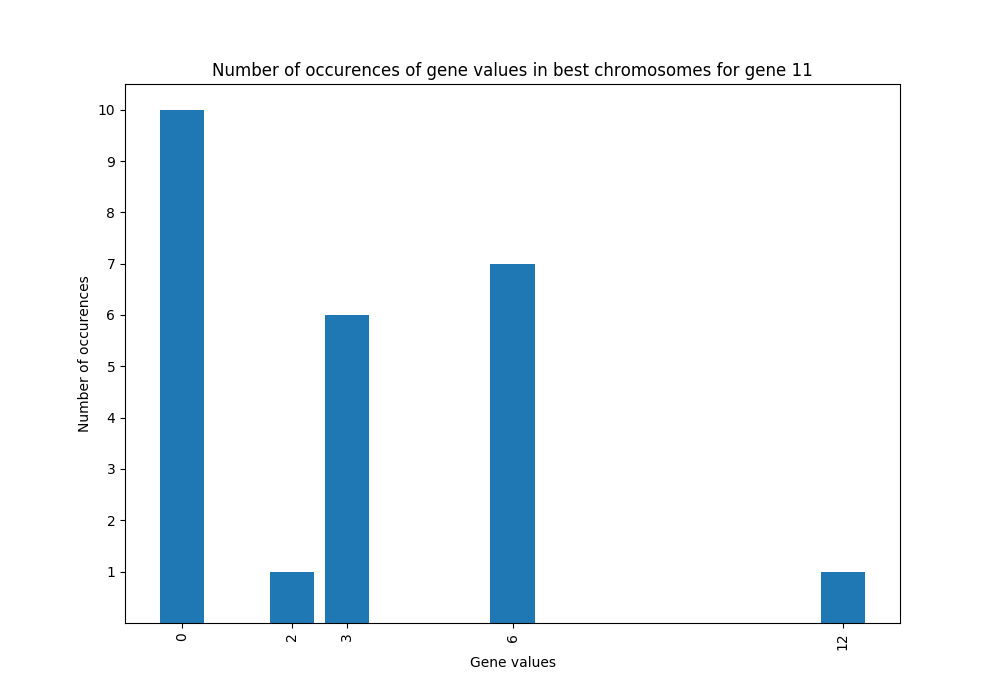 Number of occurences of gene values in best chromosomes for gene 11
10
9
8
7
6
5
4
3
2
1
Number of occurences
0 2 3 6 12
Gene values